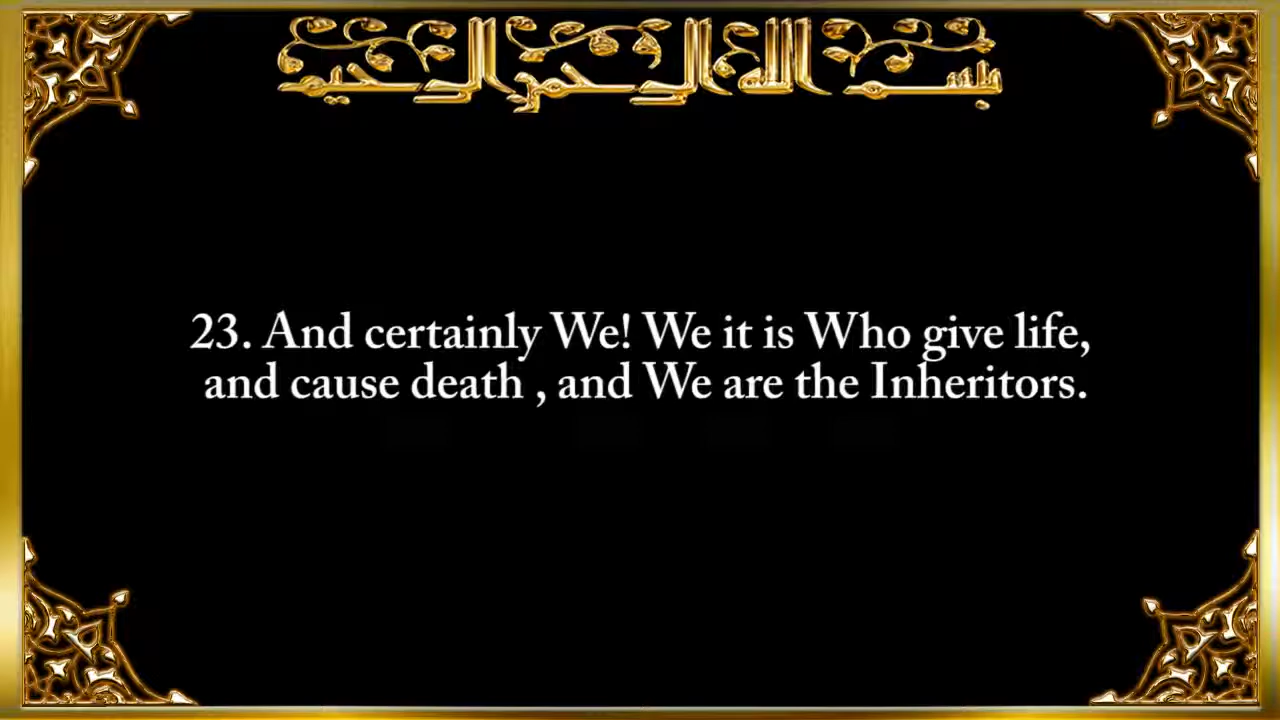 بسم الله الرحمن الرحيم
23. And certainly We! We it is Who give life,
and cause death , and We are the Inheritors.